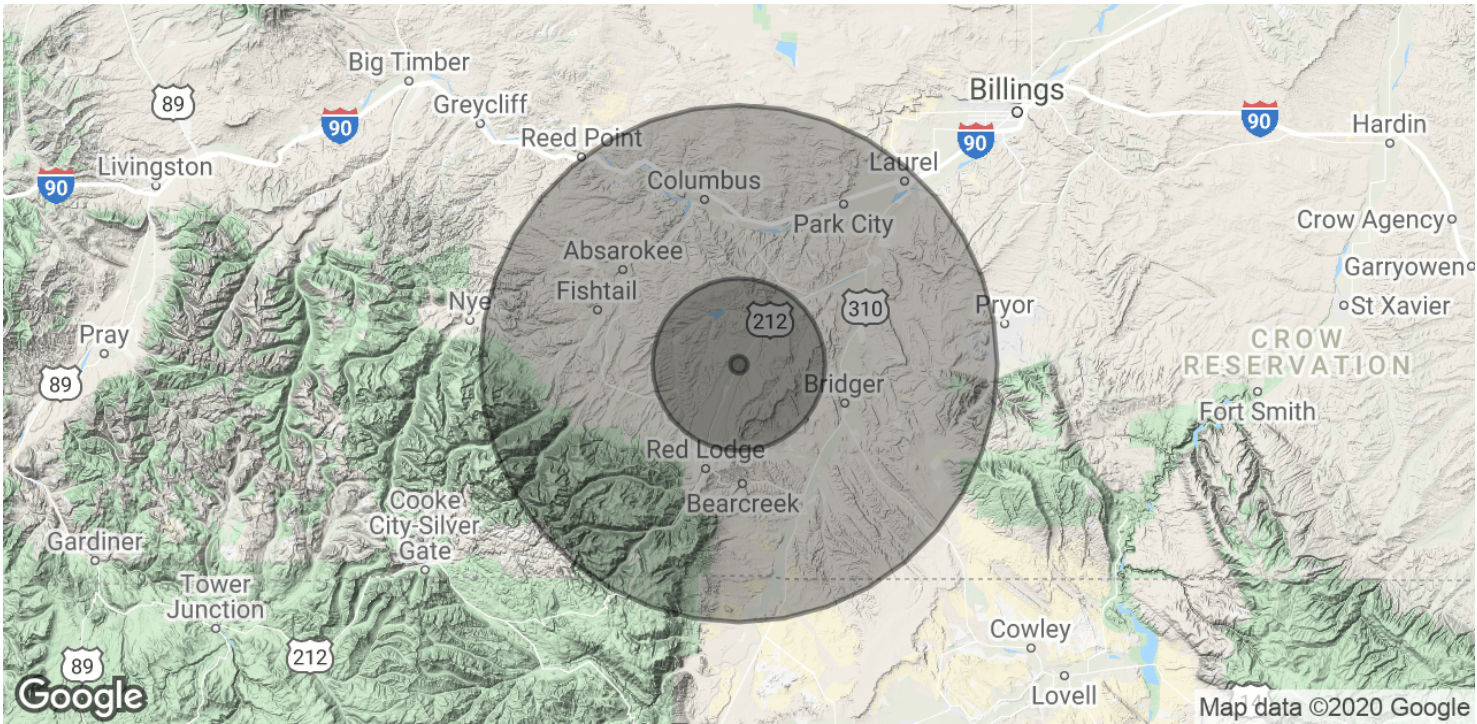 Big Timber
89
Greycliff
90
Billings
90
Hardin
Reed Point
90
Livingston
90
Laurel
Columbus
Park City
Crow Agency
Absarokee
Garryowen
Fishtail
Nye
310
Pryor
St Xavier
212
Pray
CROW
RESERVATION
89
Bridger
Fort Smith
Red Lodge
Bearcreek
Cooke
City-Silver
Gate
Gardiner
Tower
Junction
Cowley
212
89
Lovell
Google
14
Map data ©2020 Google